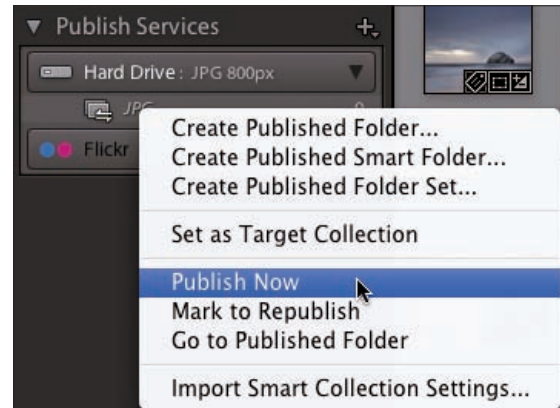 Publish Services
Hard Drive: JPG 800px
JPG
Flickr
Create Published Folder...
Create Published Smart Folder...
Create Published Folder Set...
Set as Target Collection
Publish Now
Mark to Republish
Go to Published Folder
Import Smart Collection Settings...